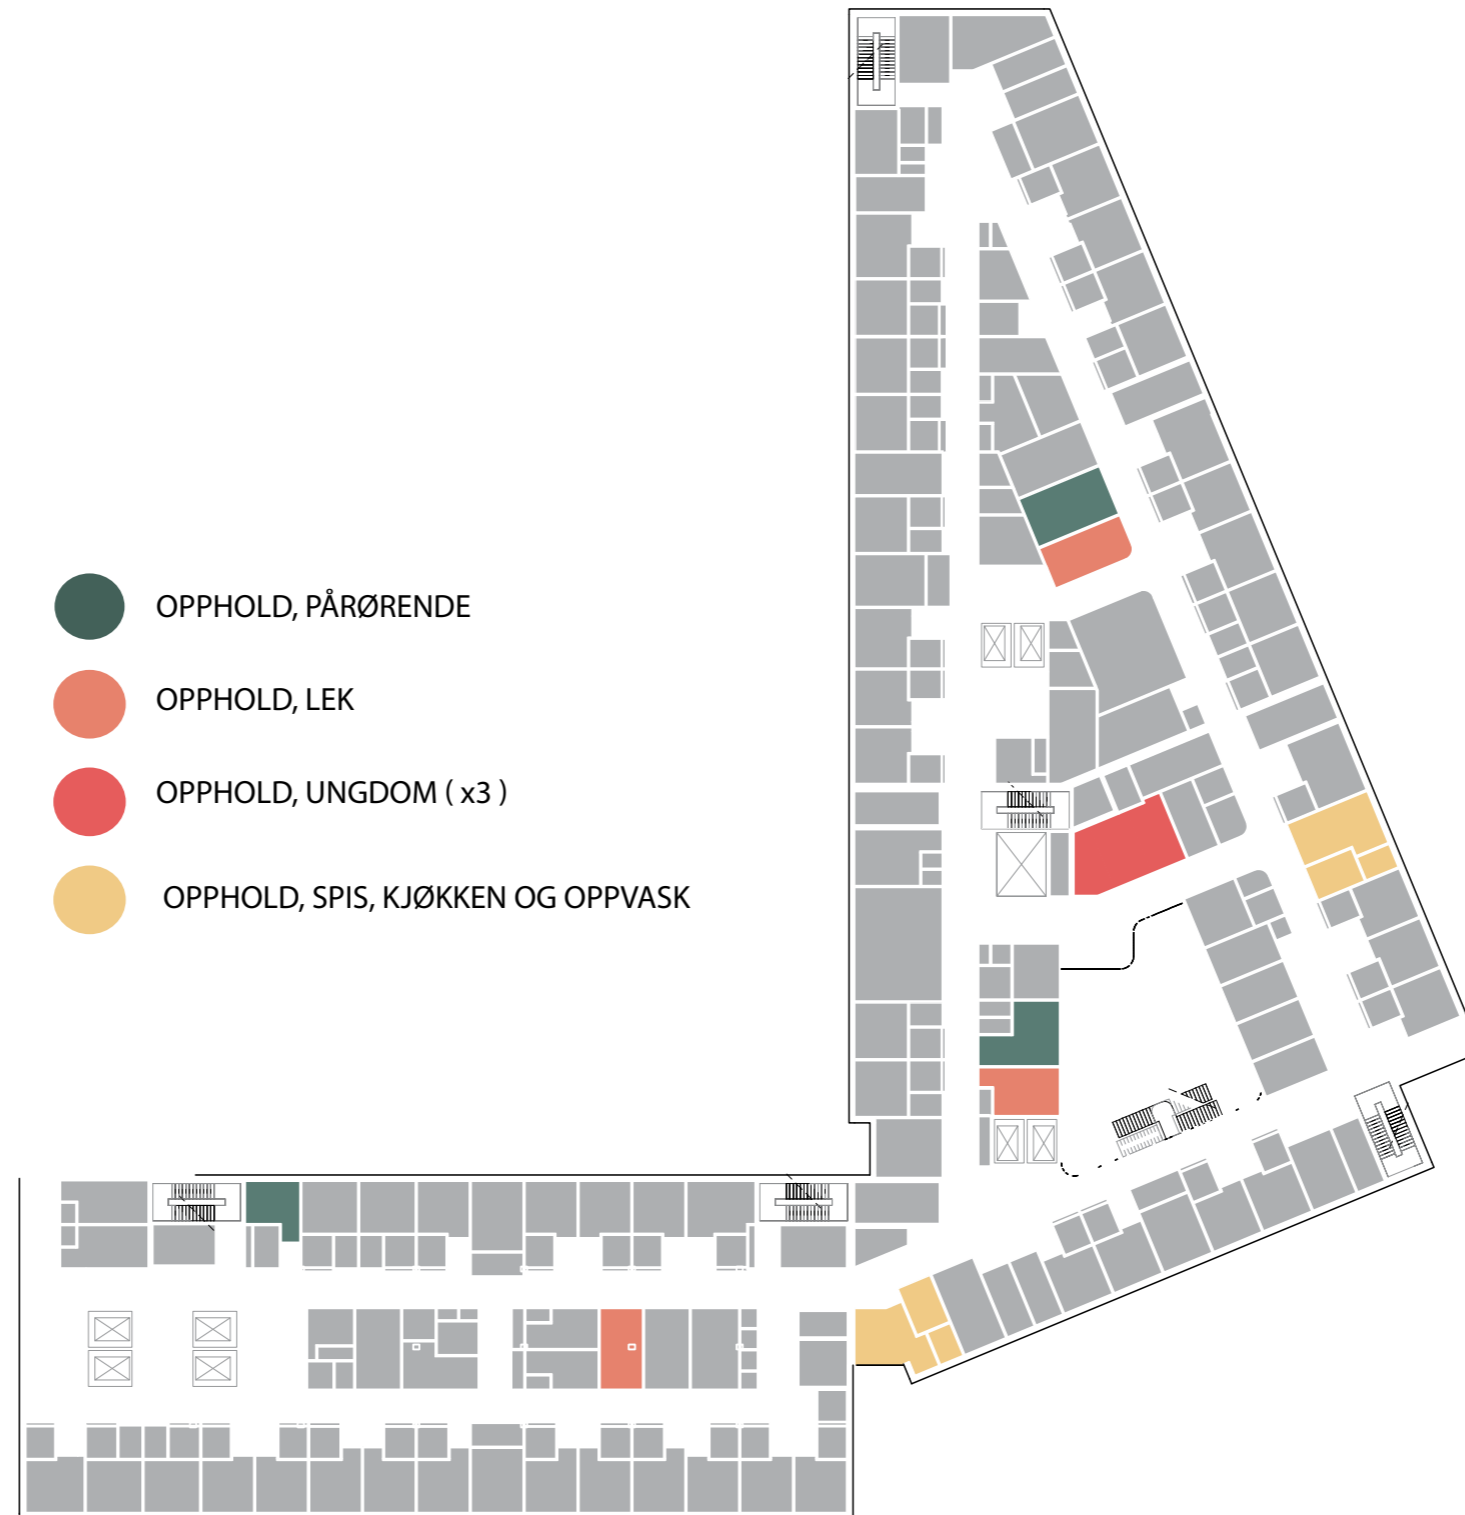 OPPHOLD, PÅRØRENDE
OPPHOLD, LEK
OPPHOLD, UNGDOM ( x3 )
OPPHOLD, SPIS, KJØKKEN OG OPPVASK